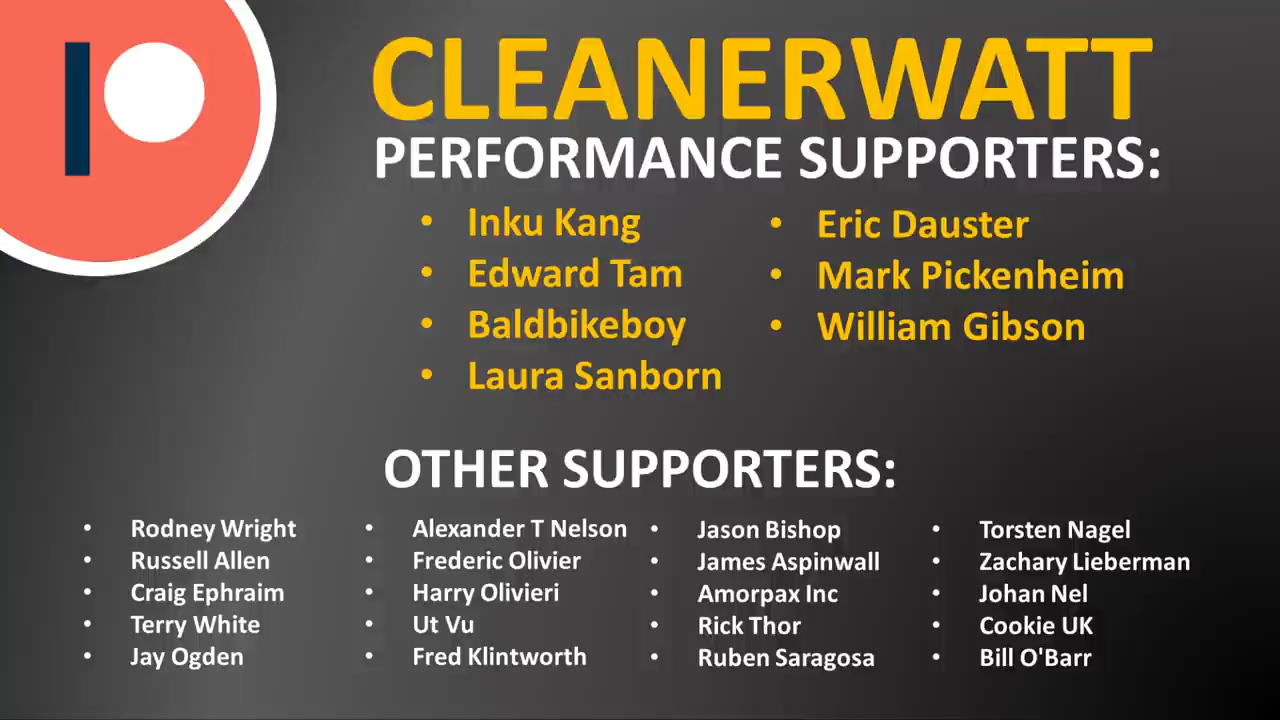 CLEANERWATT
PERFORMANCE SUPPORTERS:
• Inku Kang
• Edward Tam
• Baldbikeboy
• Laura Sanborn
• Eric Dauster
• Mark Pickenheim
• William Gibson
OTHER SUPPORTERS:
• Rodney Wright
• Russell Allen
• Craig Ephraim
• Terry White
• Jay Ogden
• Alexander T Nelson
• Frederic Olivier
• Harry Olivieri
• Ut Vu
• Fred Klintworth
• Jason Bishop
• James Aspinwall
• Amorpax Inc
• Rick Thor
• Ruben Saragosa
• Torsten Nagel
• Zachary Lieberman
• Johan Nel
• Cookie UK
• Bill O'Barr